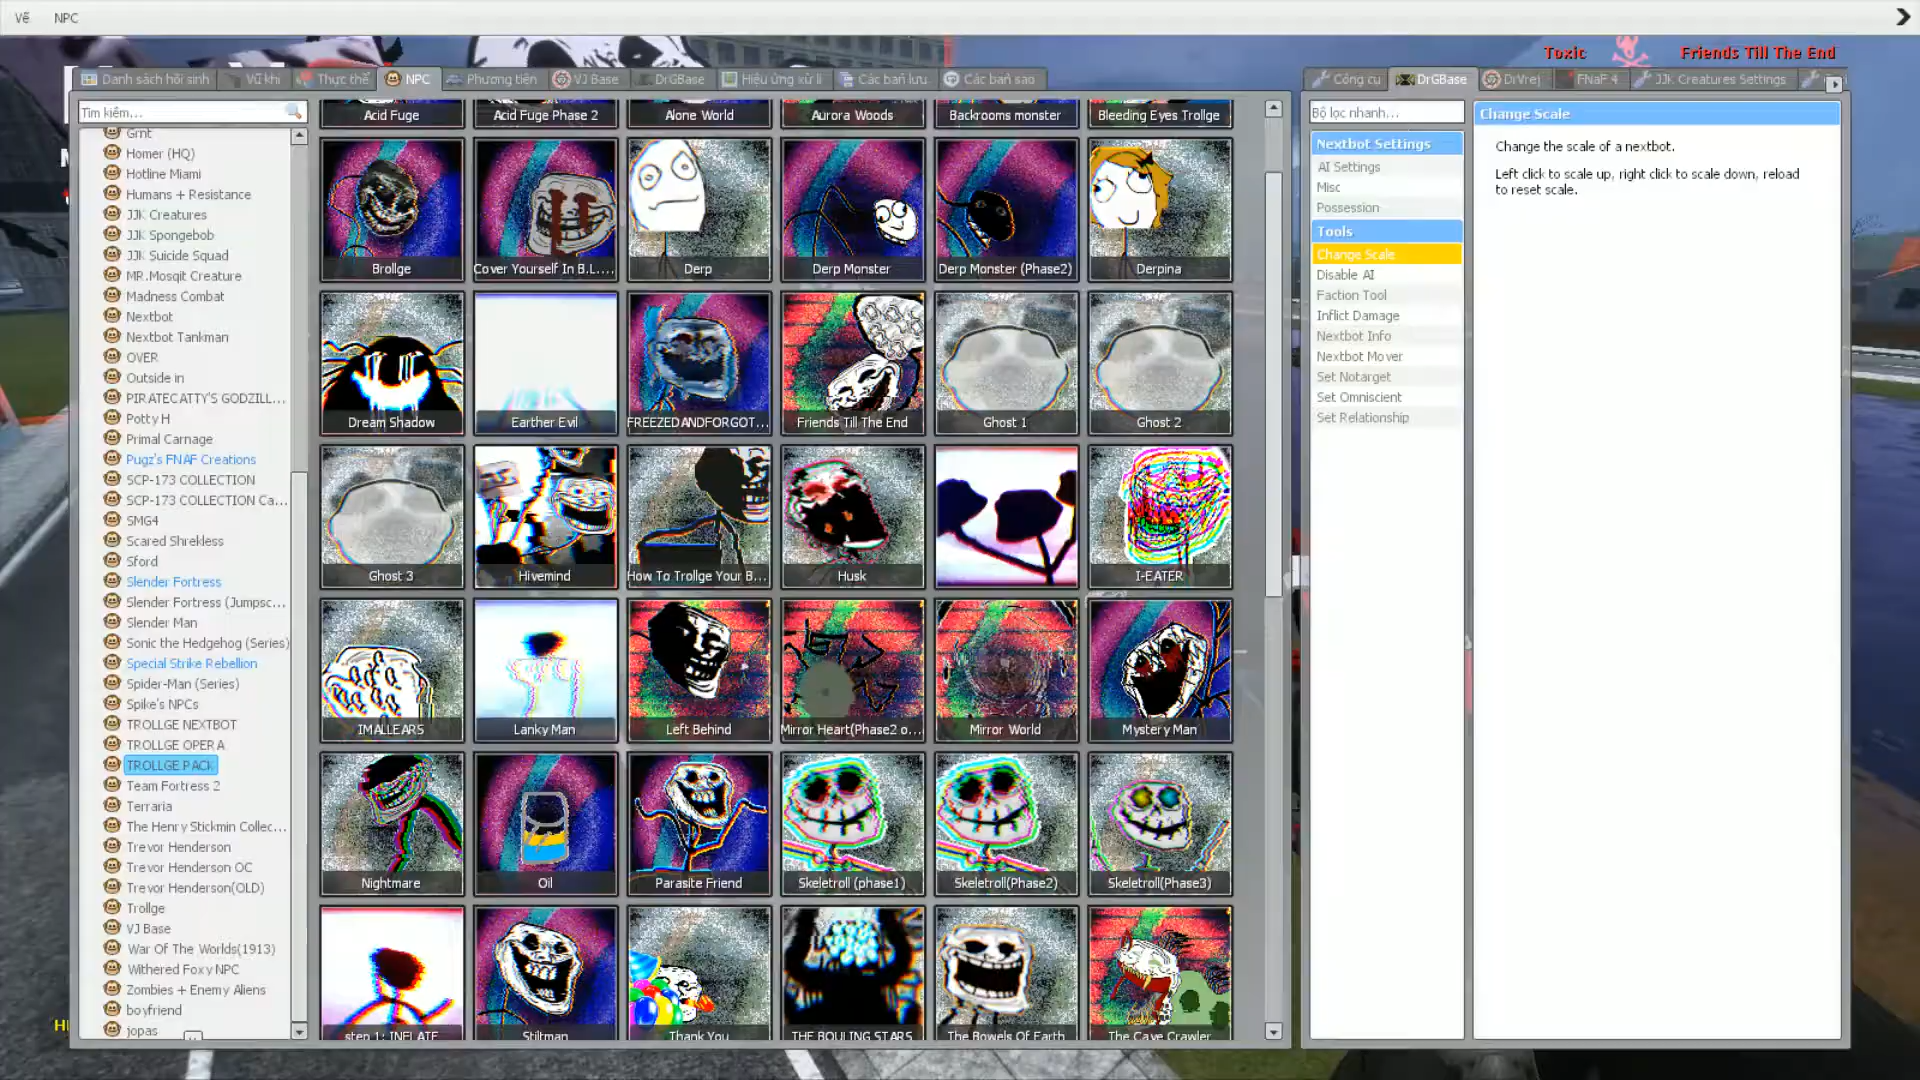 Vẽ NPC
Toxic Friends Till The End
Danh sách hồi sinh Vũ khí Thực thể NPC Phương tiện VJ Base DrGBase Hiệu ứng xử lí Các bản lưu Các bản sao
Công cụ DrGBase DrVrej FNaF 4 JJK Creatures Settings
Tìm kiếm...
Grnt
Homer (HQ)
Hotline Miami
Humans + Resistance
JJK Creatures
JJK Spongebob
JJK Suicide Squad
MR.Mosqit Creature
Madness Combat
Nextbot
Nextbot Tankman
OVER
Outside in
PIRATECATTY'S GODZILL...
Potty H
Primal Carnage
Pugz's FNAF Creations
SCP-173 COLLECTION
SCP-173 COLLECTION Ca...
SMG4
Scared Shrekless
Sford
Slender Fortress
Slender Fortress (Jumpsc...
Slender Man
Sonic the Hedgehog (Series)
Special Strike Rebellion
Spider-Man (Series)
Spike's NPCs
TROLLGE NEXTBOT
TROLLGE OPERA
TROLLGE PACK
Team Fortress 2
Terraria
The Henry Stickmin Collec...
Trevor Henderson
Trevor Henderson OC
Trevor Henderson(OLD)
Trollge
VJ Base
War Of The Worlds(1913)
Withered Foxy NPC
Zombies + Enemy Aliens
boyfriend
jopas
Acid Fuge Acid Fuge Phase 2 Alone World Aurora Woods Backrooms monster Bleeding Eyes Trollge
Brollge Cover Yourself In B.L.... Derp Derp Monster Derp Monster (Phase2) Derpina
Dream Shadow Earther Evil FREEZEDANDFORGOT... Friends Till The End Ghost 1 Ghost 2
Ghost 3 Hivemind How To Trollge Your B... Husk I-EATER
IMALLEARS Lanky Man Left Behind Mirror Heart(Phase2 o... Mirror World Mystery Man
Nightmare Oil Parasite Friend Skeletroll (phase1) Skeletroll(Phase2) Skeletroll(Phase3)
step 1: INFLATE Stiltman Thank You THE BOULING STARS The Bowels Of Earth The Cave Crawler
Bộ lọc nhanh...
Nextbot Settings
AI Settings
Misc
Possession
Tools
Change Scale
Disable AI
Faction Tool
Inflict Damage
Nextbot Info
Nextbot Mover
Set Notarget
Set Omniscient
Set Relationship
Change Scale
Change the scale of a nextbot.
Left click to scale up, right click to scale down, reload
to reset scale.